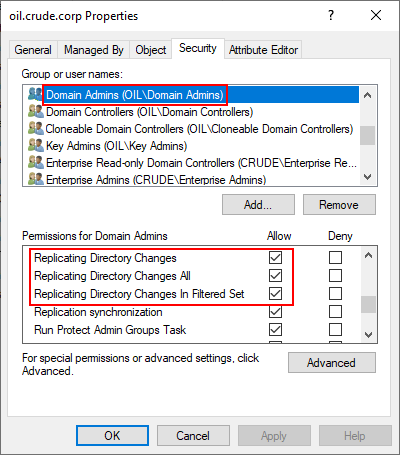 oil.crude.corp Properties
? ×
General Managed By Object Security Attribute Editor
Group or user names:
Domain Admins (OIL\Domain Admins)
Domain Controllers (OIL\Domain Controllers)
Cloneable Domain Controllers (OIL\Cloneable Domain Controllers)
Key Admins (OIL\Key Admins)
Enterprise Read-only Domain Controllers (CRUDE\Enterprise Re...
Enterprise Admins (CRUDE\Enterprise Admins)
Add... Remove
Permissions for Domain Admins Allow Deny
Replicating Directory Changes
Replicating Directory Changes All
Replicating Directory Changes In Filtered Set
Replication synchronization
Run Protect Admin Groups Task
For special permissions or advanced settings, click
Advanced.
Advanced
OK Cancel Apply Help